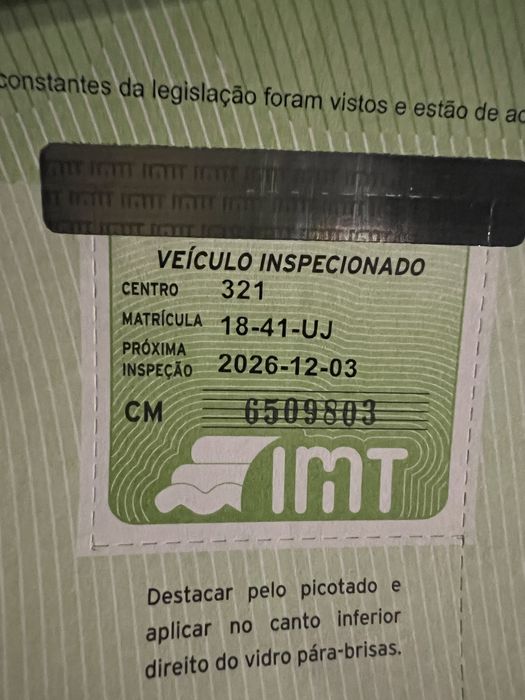 constantes da legislação foram vistos e estão de ac
VEÍCULO INSPECIONADO
CENTRO 321
MATRÍCULA 18-41-UJ
PRÓXIMA
INSPEÇÃO 2026-12-03
CM 6509803
IMT
Destacar pelo picotado e
aplicar no canto inferior
direito do vidro pára-brisas.